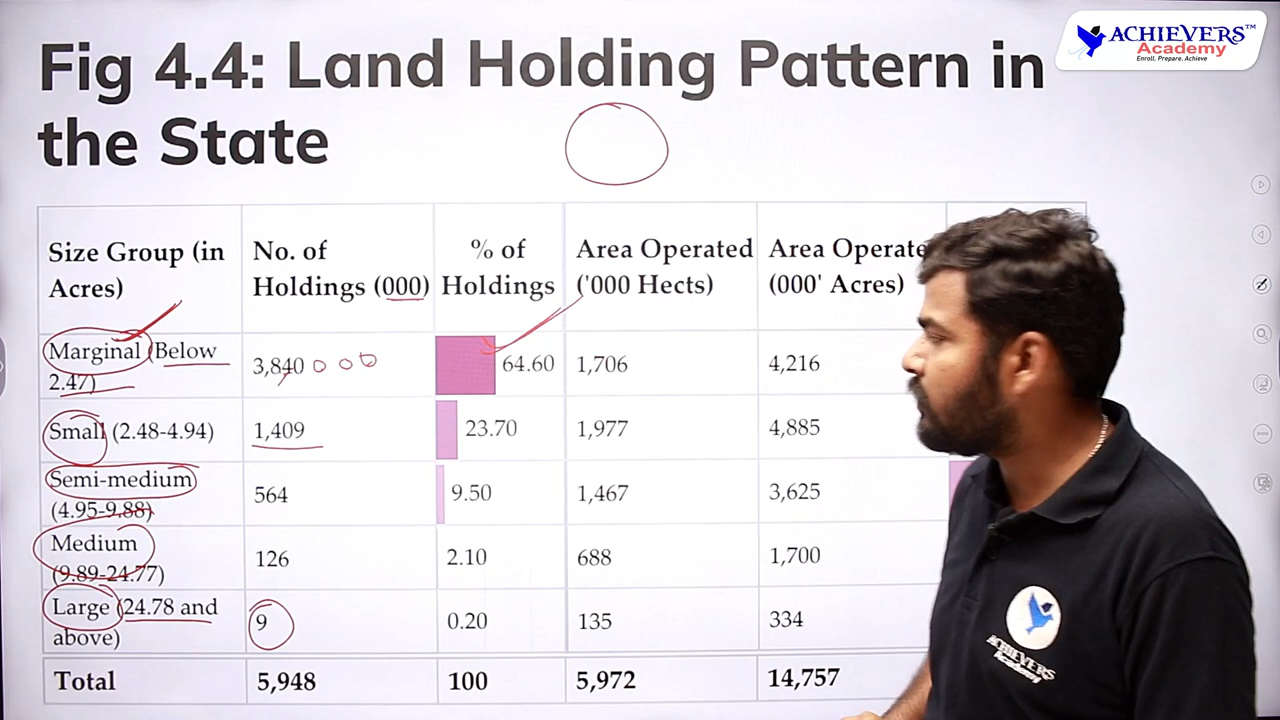 ACHIEVERS™
Academy
Enroll. Prepare. Achieve
Fig 4.4: Land Holding Pattern in
the State
Size Group (in
Acres)
No. of
Holdings (000)
% of
Holdings
Area Operated
('000 Hects)
Area Operate
(000' Acres)
Marginal (Below
2.47)
3,840 000
64.60
1,706
4,216
Small (2.48-4.94)
1,409
23.70
1,977
4,885
Semi-medium
(4.95-9.88)
564
9.50
1,467
3,625
Medium
(9.89-24.77)
126
2.10
688
1,700
Large (24.78 and
above)
9
0.20
135
334
Total
5,948
100
5,972
14,757
ACHIEVERS
Academy